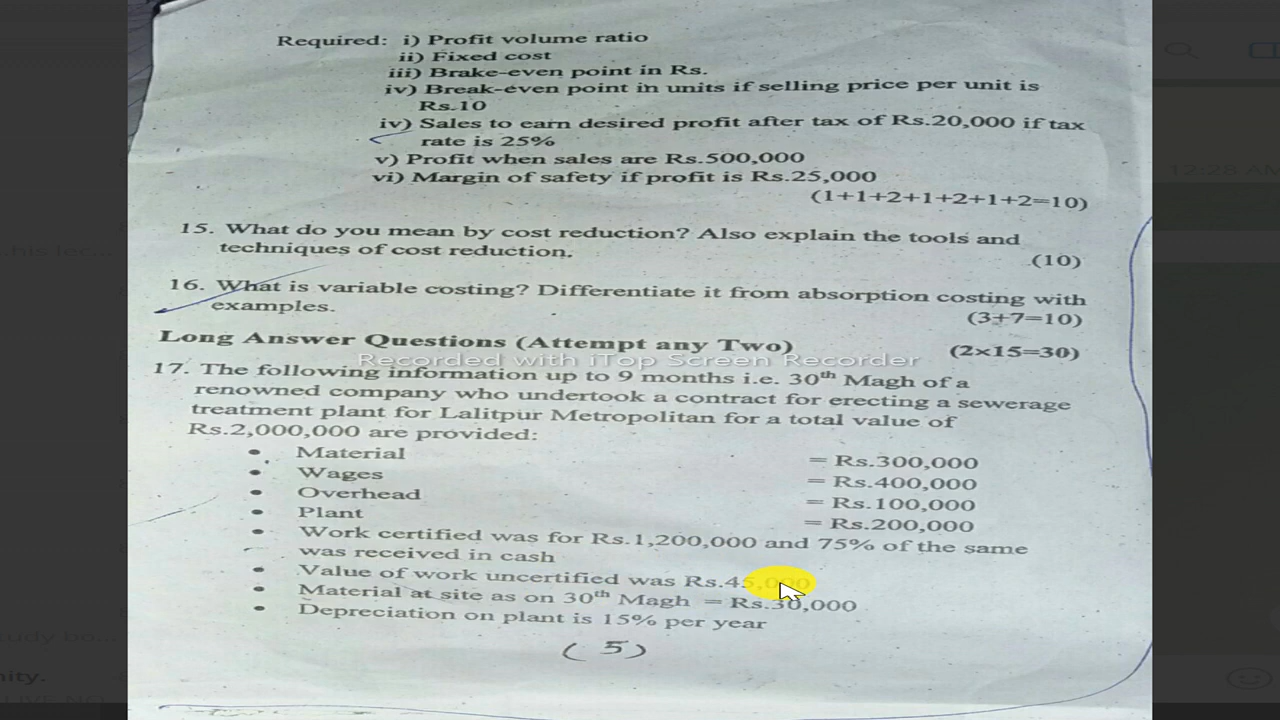 Required: i) Profit volume ratio
ii) Fixed cost
iii) Brake-even point in Rs.
iv) Break-even point in units if selling price per unit is
Rs.10
iv) Sales to earn desired profit after tax of Rs.20,000 if tax
rate is 25%
v) Profit when sales are Rs.500,000
vi) Margin of safety if profit is Rs.25,000
(1+1+2+1+2+1+2=10)
12:28 AM
15. What do you mean by cost reduction? Also explain the tools and
techniques of cost reduction.
(10)
16. What is variable costing? Differentiate it from absorption costing with
examples.
(3+7=10)
Long Answer Questions (Attempt any Two)
(2×15=30)
Recorded with iTop Screen Recorder
17. The following information up to 9 months i.e. 30th Magh of a
renowned company who undertook a contract for erecting a sewerage
treatment plant for Lalitpur Metropolitan for a total value of
Rs.2,000,000 are provided:
• Material = Rs.300,000
• Wages = Rs.400,000
• Overhead = Rs.100,000
• Plant = Rs.200,000
• Work certified was for Rs.1,200,000 and 75% of the same
was received in cash
• Value of work uncertified was Rs.45,000
• Material at site as on 30th Magh = Rs.30,000
• Depreciation on plant is 15% per year
( 5 )